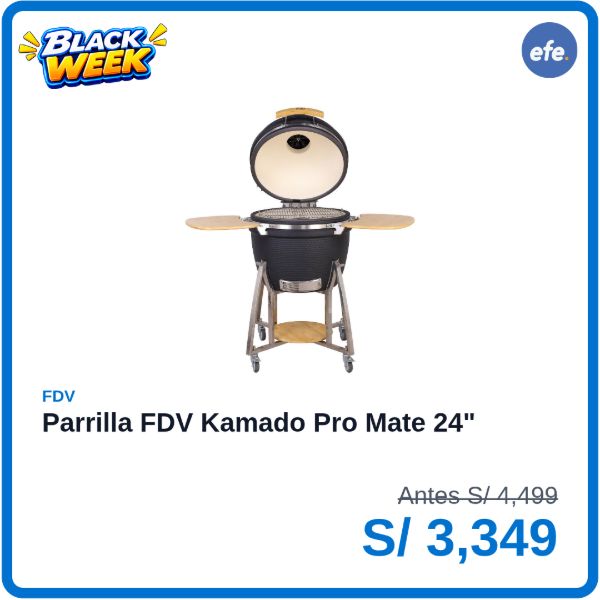 BLACK
WEEK
efe.
FDV
Parrilla FDV Kamado Pro Mate 24"
Antes S/ 4,499
S/ 3,349